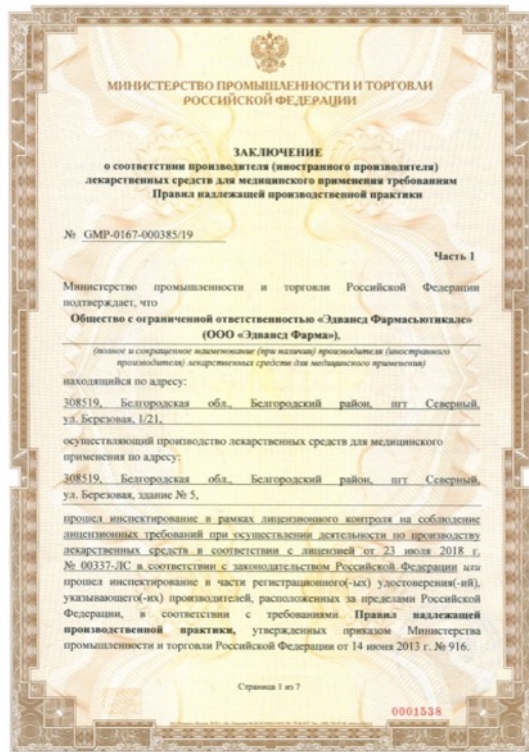 МИНИСТЕРСТВО ПРОМЫШЛЕННОСТИ И ТОРГОВЛИ
РОССИЙСКОЙ ФЕДЕРАЦИИ
ЗАКЛЮЧЕНИЕ
о соответствии производителя (иностранного производителя)
лекарственных средств для медицинского применения требованиям
Правил надлежащей производственной практики
№ GMP-0167-000385/19
Часть 1
Министерство промышленности и торговли Российской Федерации
подтверждает, что
Общество с ограниченной ответственностью «Эдвансд Фармасьютикалс»
(ООО «Эдвансд Фарма»),
(полное и сокращенное наименование (при наличии) производителя (иностранного
производителя) лекарственных средств для медицинского применения)
находящийся по адресу:
308519, Белгородская обл., Белгородский район, пгт Северный,
ул. Березовая, 1/21,
осуществляющий производство лекарственных средств для медицинского
применения по адресу:
308519, Белгородская обл., Белгородский район, пгт Северный,
ул. Березовая, здание № 5,
прошел инспектирование в рамках лицензионного контроля на соблюдение
лицензионных требований при осуществлении деятельности по производству
лекарственных средств в соответствии с лицензией от 23 июля 2018 г.
№ 00337-ЛС в соответствии с законодательством Российской Федерации или
прошел инспектирование в части регистрационного(-ых) удостоверения(-ий),
указывающего(-их) производителей, расположенных за пределами Российской
Федерации, в соответствии с требованиями Правил надлежащей
производственной практики, утвержденных приказом Министерства
промышленности и торговли Российской Федерации от 14 июня 2013 г. № 916.
Страница 1 из 7
0001538